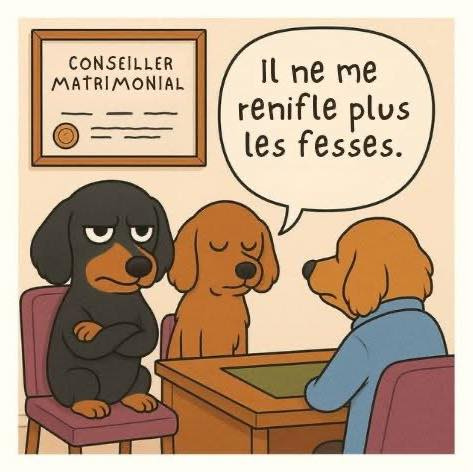 CONSEILLER
MATRIMONIAL
Il ne me
renifle plus
les fesses.